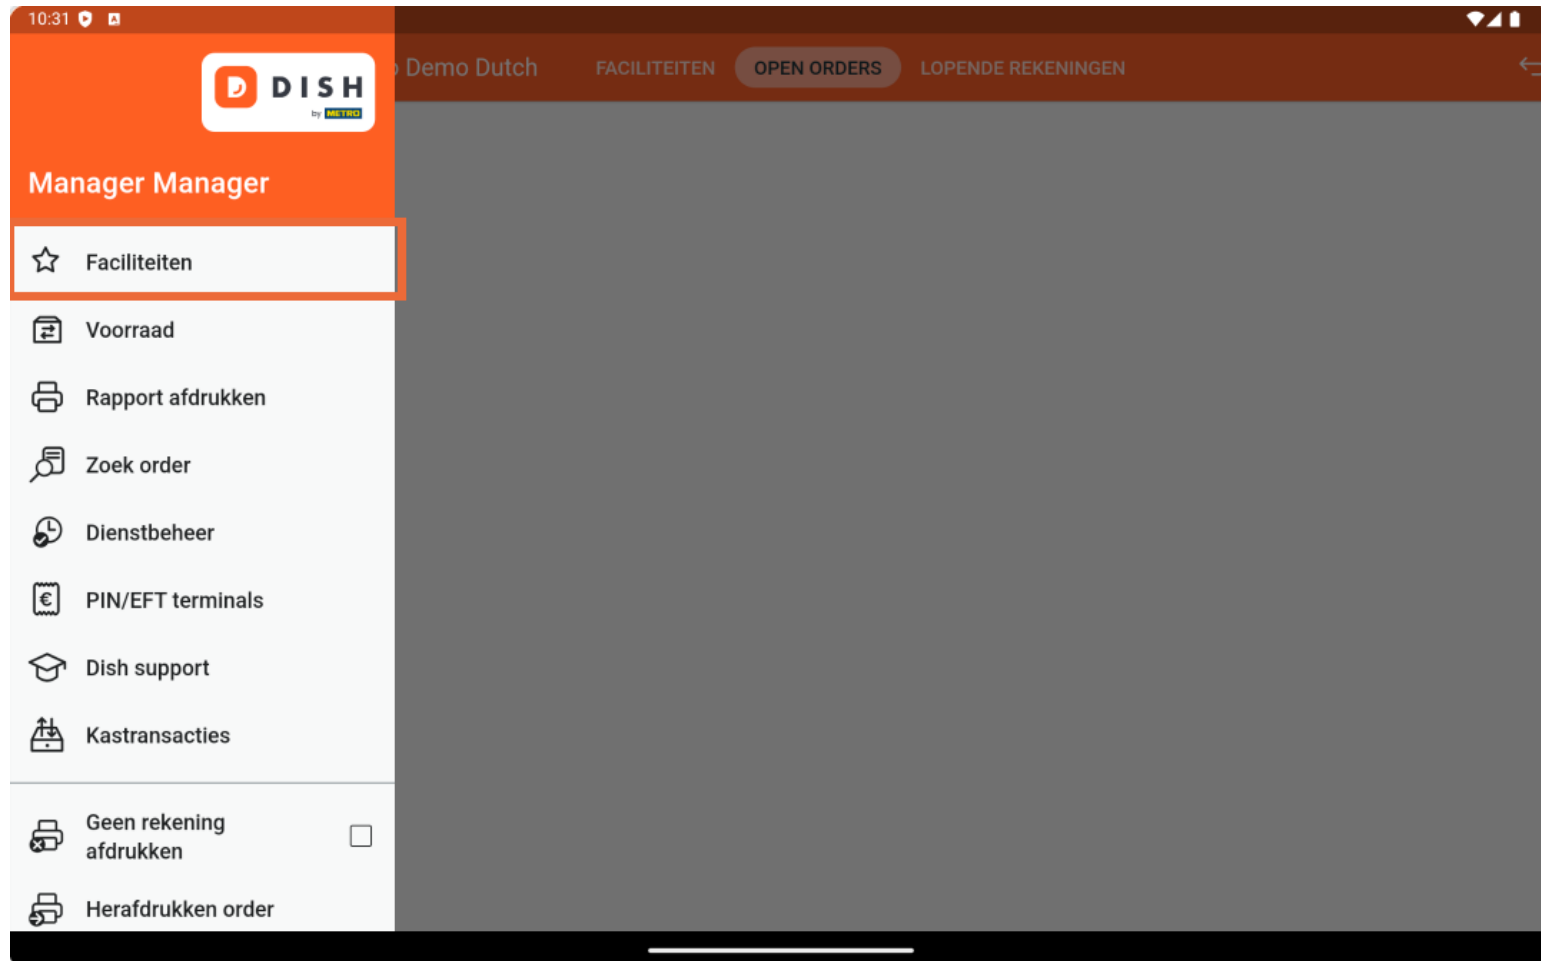 10:31
DISH
by METRO
Demo Dutch
FACILITEITEN
OPEN ORDERS
LOPENDE REKENINGEN
Manager Manager
Faciliteiten
Voorraad
Rapport afdrukken
Zoek order
Dienstbeheer
PIN/EFT terminals
Dish support
Kastransacties
Geen rekening
afdrukken
Herafdrukken order